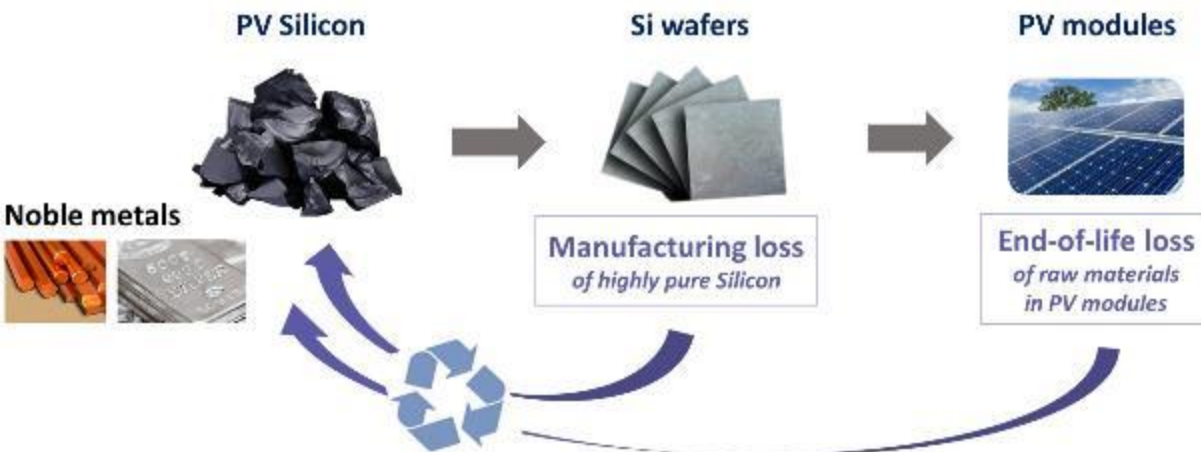 PV Silicon
Si wafers
PV modules
Noble metals
Manufacturing loss
of highly pure Silicon
End-of-life loss
of raw materials
in PV modules
SILVER